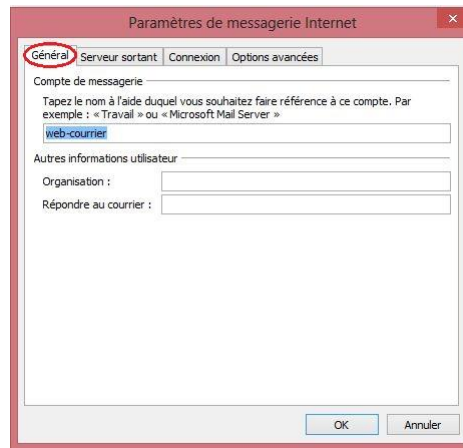 Paramètres de messagerie Internet
Général Serveur sortant Connexion Options avancées
Compte de messagerie
Tapez le nom à l'aide duquel vous souhaitez faire référence à ce compte. Par
exemple : « Travail » ou « Microsoft Mail Server »
web-courrier
Autres informations utilisateur
Organisation :
Répondre au courrier :
OK Annuler